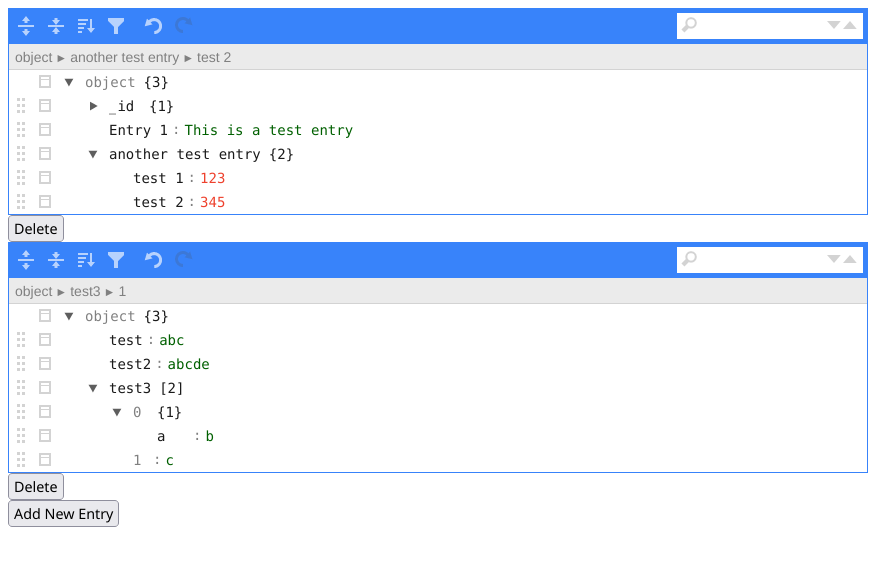 object ► another test entry ► test 2
object {3}
_id {1}
Entry 1 : This is a test entry
another test entry {2}
test 1 : 123
test 2 : 345
Delete
object ► test3 ► 1
object {3}
test : abc
test2 : abcde
test3 [2]
0 {1}
a : b
1 : c
Delete
Add New Entry